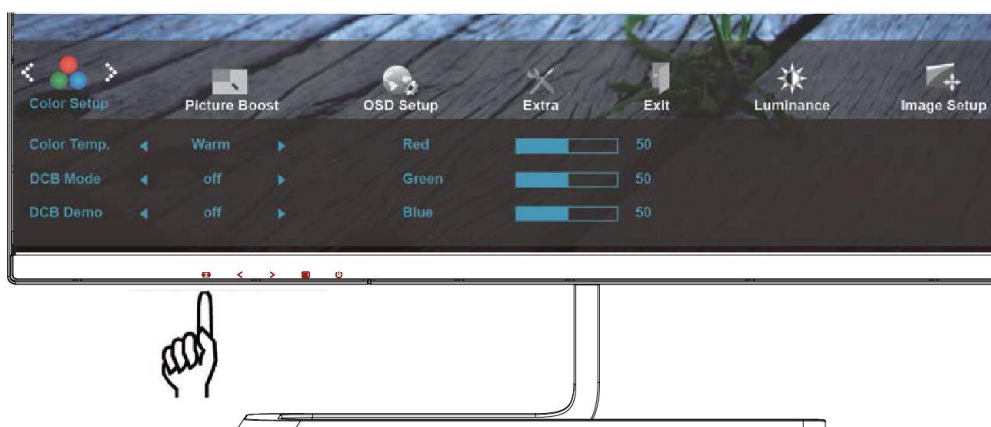 Color Setup Picture Boost OSD Setup Extra Exit Luminance Image Setup
Color Temp. Warm Red 50
DCB Mode off Green 50
DCB Demo off Blue 50